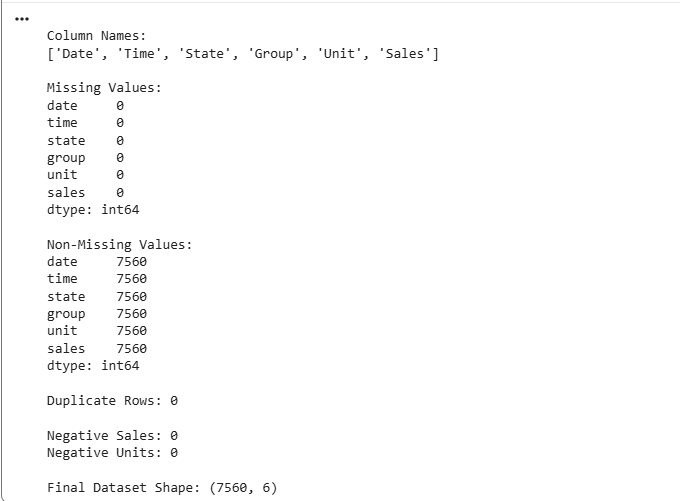 Column Names:
['Date', 'Time', 'State', 'Group', 'Unit', 'Sales']
Missing Values:
date     0
time     0
state    0
group    0
unit     0
sales    0
dtype: int64
Non-Missing Values:
date     7560
time     7560
state    7560
group    7560
unit     7560
sales    7560
dtype: int64
Duplicate Rows: 0
Negative Sales: 0
Negative Units: 0
Final Dataset Shape: (7560, 6)